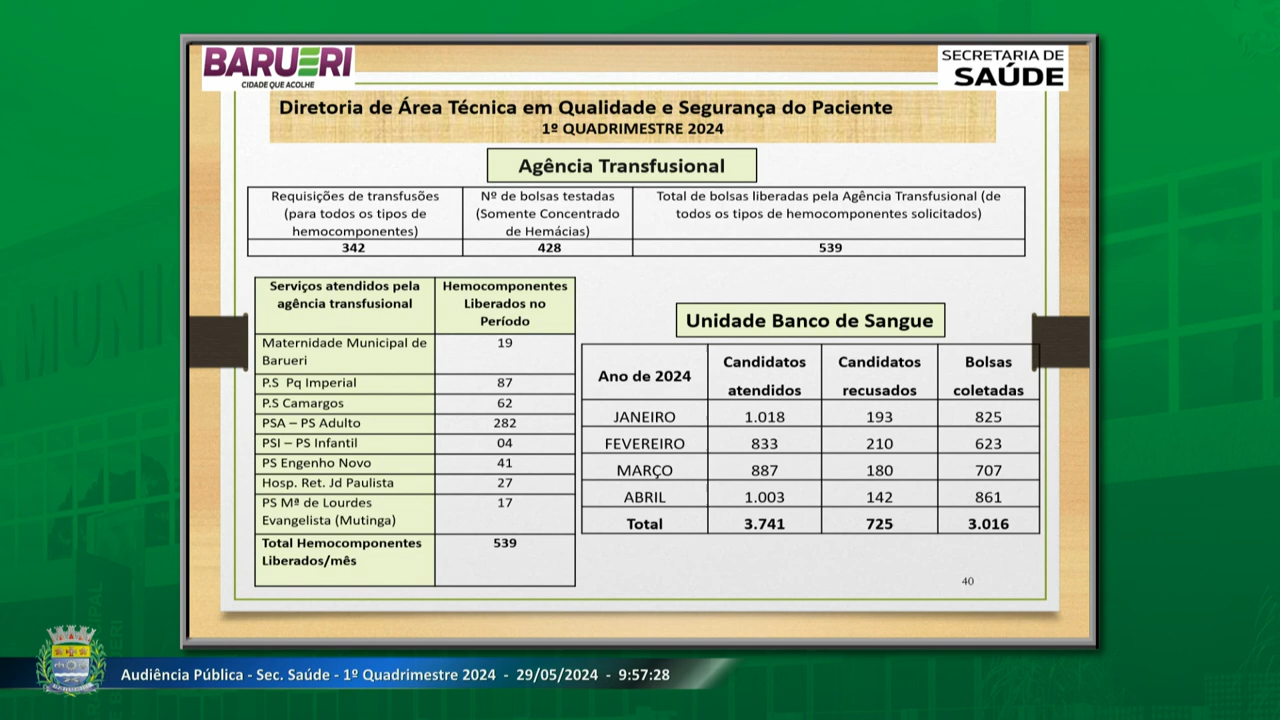 BARUERI
CIDADE QUE ACOLHE
SECRETARIA DE
SAÚDE
Diretoria de Área Técnica em Qualidade e Segurança do Paciente
1º QUADRIMESTRE 2024
Agência Transfusional
Requisições de transfusões
(para todos os tipos de
hemocomponentes)
Nº de bolsas testadas
(Somente Concentrado
de Hemácias)
Total de bolsas liberadas pela Agência Transfusional (de
todos os tipos de hemocomponentes solicitados)
342 428 539
Serviços atendidos pela
agência transfusional
Hemocomponentes
Liberados no
Período
Maternidade Municipal de
Barueri
19
P.S Pq Imperial 87
P.S Camargos 62
PSA – PS Adulto 282
PSI – PS Infantil 04
PS Engenho Novo 41
Hosp. Ret. Jd Paulista 27
PS Mª de Lourdes
Evangelista (Mutinga)
17
Total Hemocomponentes
Liberados/mês
539
Unidade Banco de Sangue
Ano de 2024
Candidatos
atendidos
Candidatos
recusados
Bolsas
coletadas
JANEIRO 1.018 193 825
FEVEREIRO 833 210 623
MARÇO 887 180 707
ABRIL 1.003 142 861
Total 3.741 725 3.016
40
Audiência Pública - Sec. Saúde - 1º Quadrimestre 2024 - 29/05/2024 - 9:57:28